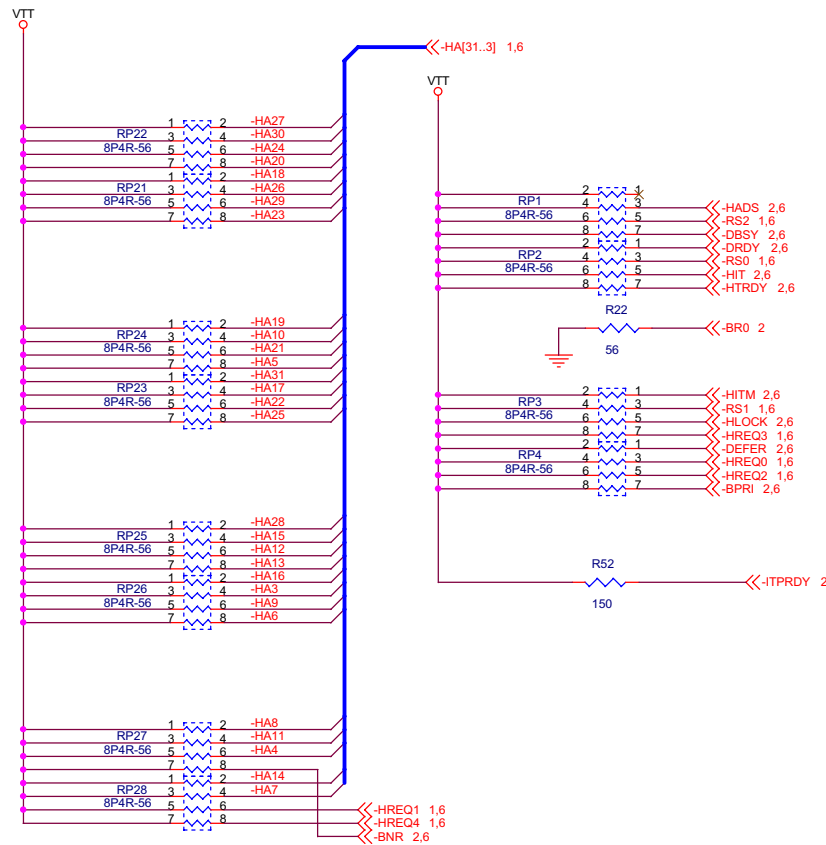 VTT
-HA[31..3] 1,6
VTT
1 2 -HA27
RP22 3 4 -HA30
8P4R-56 5 6 -HA24
7 8 -HA20
1 2 -HA18
RP21 3 4 -HA26
8P4R-56 5 6 -HA29
7 8 -HA23
2 1
RP1 4 3 -HADS 2,6
8P4R-56 6 5 -RS2 1,6
8 7 -DBSY 2,6
2 1 -DRDY 2,6
RP2 4 3 -RS0 1,6
8P4R-56 6 5 -HIT 2,6
8 7 -HTRDY 2,6
R22
-BR0 2
56
1 2 -HA19
RP24 3 4 -HA10
8P4R-56 5 6 -HA21
7 8 -HA5
1 2 -HA31
RP23 3 4 -HA17
8P4R-56 5 6 -HA22
7 8 -HA25
2 1 -HITM 2,6
RP3 4 3 -RS1 1,6
8P4R-56 6 5 -HLOCK 2,6
8 7 -HREQ3 1,6
2 1 -DEFER 2,6
RP4 4 3 -HREQ0 1,6
8P4R-56 6 5 -HREQ2 1,6
8 7 -BPRI 2,6
1 2 -HA28
RP25 3 4 -HA15
8P4R-56 5 6 -HA12
7 8 -HA13
1 2 -HA16
RP26 3 4 -HA3
8P4R-56 5 6 -HA9
7 8 -HA6
R52
-ITPRDY 2
150
1 2 -HA8
RP27 3 4 -HA11
8P4R-56 5 6 -HA4
7 8
1 2 -HA14
RP28 3 4 -HA7
8P4R-56 5 6 -HREQ1 1,6
7 8 -HREQ4 1,6
-BNR 2,6